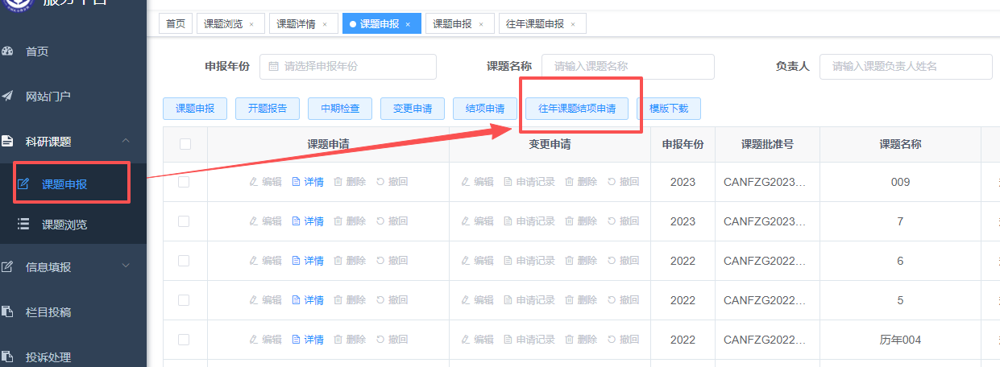 服务平台
首页
课题浏览 ×
课题详情 ×
课题申报 ×
课题申报 ×
往年课题申报 ×
首页
网站门户
科研课题
课题申报
课题浏览
信息填报
栏目投稿
投诉处理
申报年份 请选择申报年份
课题名称 请输入课题名称
负责人 请输入课题负责人姓名
课题申报 开题报告 中期检查 变更申请 结项申请 往年课题结项申请 模版下载
课题申请 变更申请 申报年份 课题批准号 课题名称
编辑 详情 删除 撤回 编辑 申请记录 删除 撤回 2023 CANFZG2023... 009
编辑 详情 删除 撤回 编辑 申请记录 删除 撤回 2023 CANFZG2023... 7
编辑 详情 删除 撤回 编辑 申请记录 删除 撤回 2022 CANFZG2022... 6
编辑 详情 删除 撤回 编辑 申请记录 删除 撤回 2022 CANFZG2022... 5
编辑 详情 删除 撤回 编辑 申请记录 删除 撤回 2022 CANFZG2022... 历年004